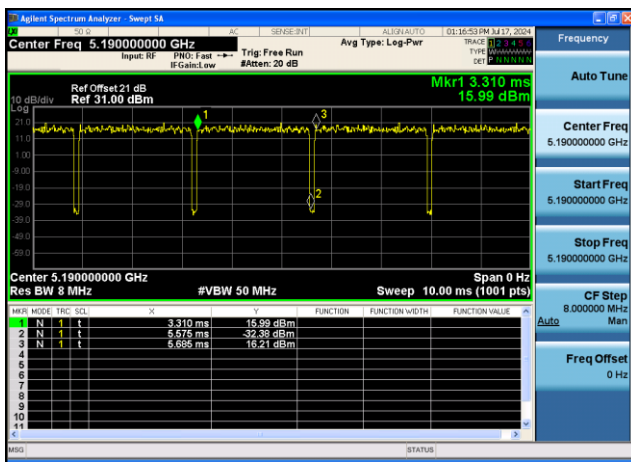 Agilent Spectrum Analyzer - Swept SA
50 Ω AC SENSE:INT ALIGN AUTO 01:16:53 PM Jul 17, 2024
Center Freq 5.190000000 GHz
Input: RF PNO: Fast Trig: Free Run
IFGain:Low #Atten: 20 dB
Avg Type: Log-Pwr
TRACE 1 2 3 4 5 6
TYPE
DET P N N N N N
Frequency
Ref Offset 21 dB
10 dB/div Ref 31.00 dBm
Mkr1 3.310 ms
15.99 dBm
Log
21.0
11.0
1.00
-9.00
-19.0
-29.0
-39.0
-49.0
-59.0
1
3
2
Center 5.190000000 GHz Span 0 Hz
Res BW 8 MHz #VBW 50 MHz Sweep 10.00 ms (1001 pts)
MKR MODE TRC SCL X Y FUNCTION FUNCTION WIDTH FUNCTION VALUE
1 N 1 t 3.310 ms 15.99 dBm
2 N 1 t 5.575 ms -32.38 dBm
3 N 1 t 5.685 ms 16.21 dBm
4
5
6
7
8
9
10
11
MSG STATUS
Auto Tune
Center Freq
5.190000000 GHz
Start Freq
5.190000000 GHz
Stop Freq
5.190000000 GHz
CF Step
8.000000 MHz
Auto Man
Freq Offset
0 Hz